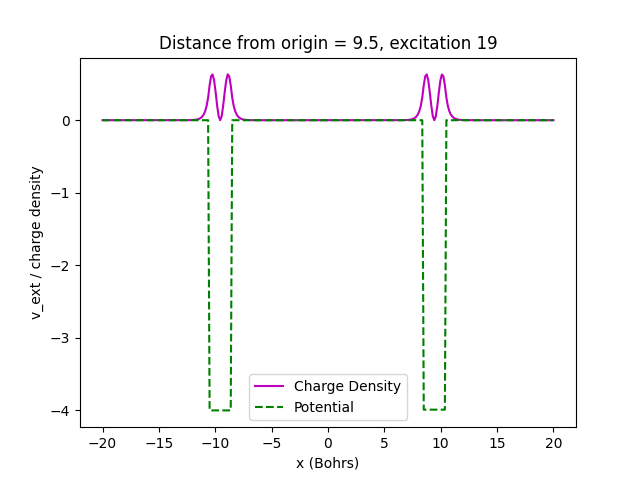 Distance from origin = 9.5, excitation 19
v_ext / charge density
0
−1
−2
−3
−4
Charge Density
Potential
−20
−15
−10
−5
0
5
10
15
20
x (Bohrs)